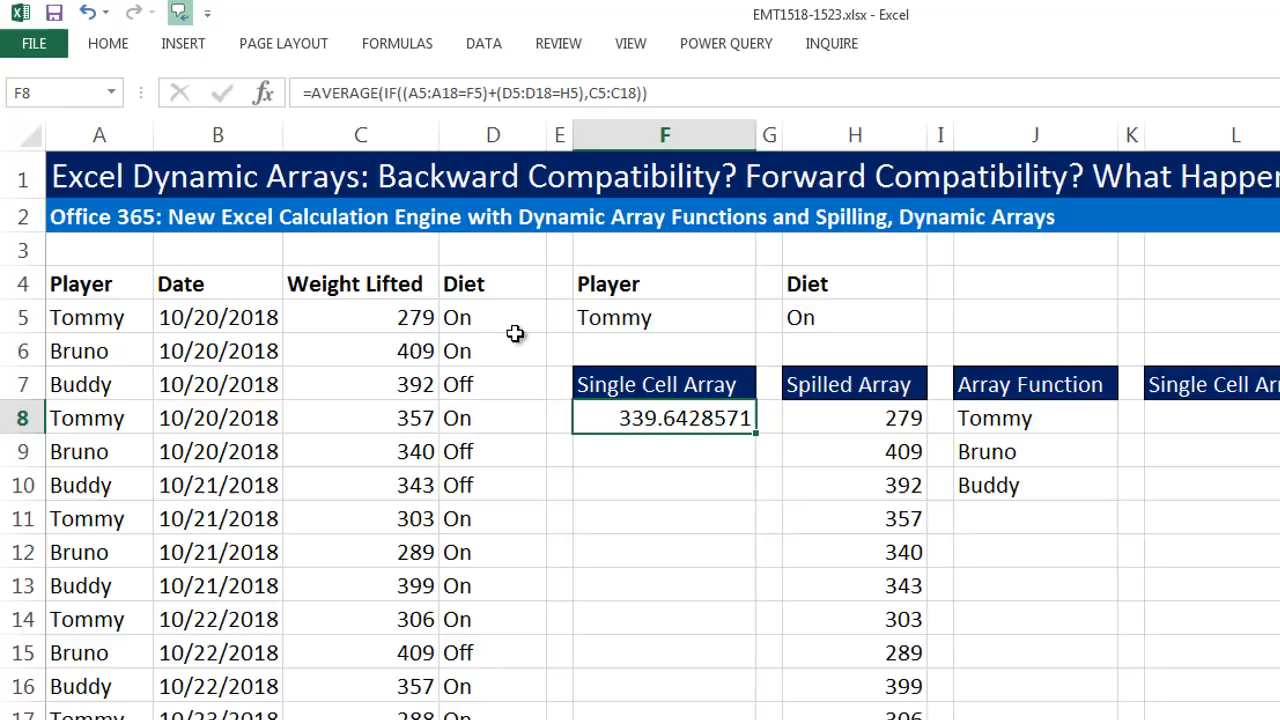 EMT1518-1523.xlsx - Excel
FILE HOME INSERT PAGE LAYOUT FORMULAS DATA REVIEW VIEW POWER QUERY INQUIRE
F8 fx =AVERAGE(IF((A5:A18=F5)+(D5:D18=H5),C5:C18))
A B C D E F G H I J K L
1 Excel Dynamic Arrays: Backward Compatibility? Forward Compatibility? What Happen
2 Office 365: New Excel Calculation Engine with Dynamic Array Functions and Spilling, Dynamic Arrays
3
4 Player Date Weight Lifted Diet Player Diet
5 Tommy 10/20/2018 279 On Tommy On
6 Bruno 10/20/2018 409 On
7 Buddy 10/20/2018 392 Off Single Cell Array Spilled Array Array Function Single Cell Arr
8 Tommy 10/20/2018 357 On 339.6428571 279 Tommy
9 Bruno 10/20/2018 340 Off 409 Bruno
10 Buddy 10/21/2018 343 Off 392 Buddy
11 Tommy 10/21/2018 303 On 357
12 Bruno 10/21/2018 289 On 340
13 Buddy 10/21/2018 399 On 343
14 Tommy 10/22/2018 306 On 303
15 Bruno 10/22/2018 409 Off 289
16 Buddy 10/22/2018 357 On 399
17 Tommy 10/23/2018 288 On 306